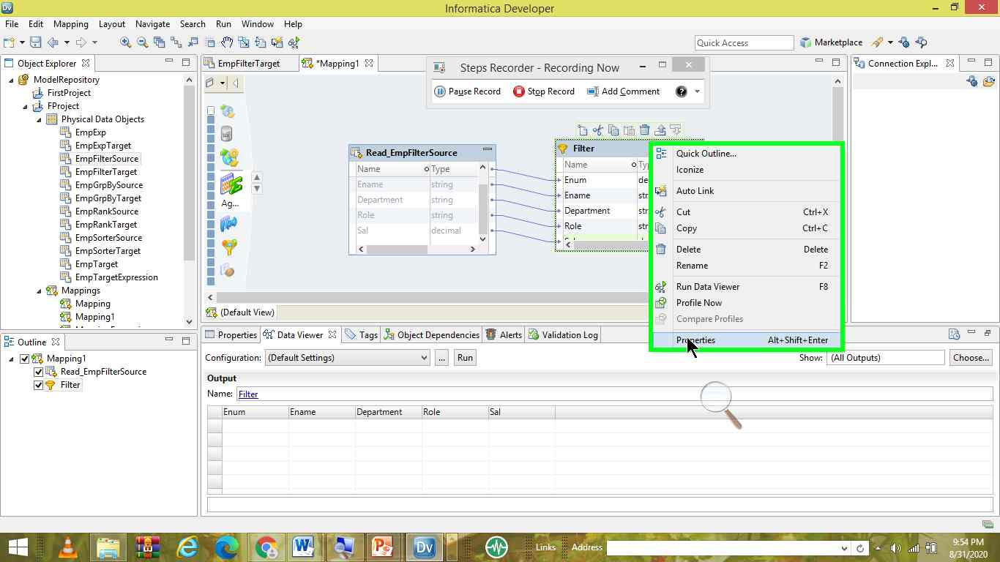 Dv
Informatica Developer
File Edit Mapping Layout Navigate Search Run Window Help
Quick Access
Marketplace
Object Explorer
ModelRepository
FirstProject
FProject
Physical Data Objects
EmpExp
EmpExpTarget
EmpFilterSource
EmpFilterTarget
EmpGrpBySource
EmpGrpByTarget
EmpRankSource
EmpRankTarget
EmpSorterSource
EmpSorterTarget
EmpTarget
EmpTargetExpression
Mappings
Mapping
Mapping1
EmpFilterTarget
*Mapping1
Steps Recorder - Recording Now
Pause Record
Stop Record
Add Comment
Ag...
Read_EmpFilterSource
Name Type
Ename string
Department string
Role string
Sal decimal
Filter
Name
Enum
Ename
Department
Role
(Default View)
Quick Outline...
Iconize
Auto Link
Cut Ctrl+X
Copy Ctrl+C
Delete Delete
Rename F2
Run Data Viewer F8
Profile Now
Compare Profiles
Properties Alt+Shift+Enter
Connection Expl...
Outline
Mapping1
Read_EmpFilterSource
Filter
Properties
Data Viewer
Tags
Object Dependencies
Alerts
Validation Log
Configuration: (Default Settings) ... Run
Show: (All Outputs) Choose...
Output
Name: Filter
Enum Ename Department Role Sal
Dv
Links Address
9:54 PM
8/31/2020